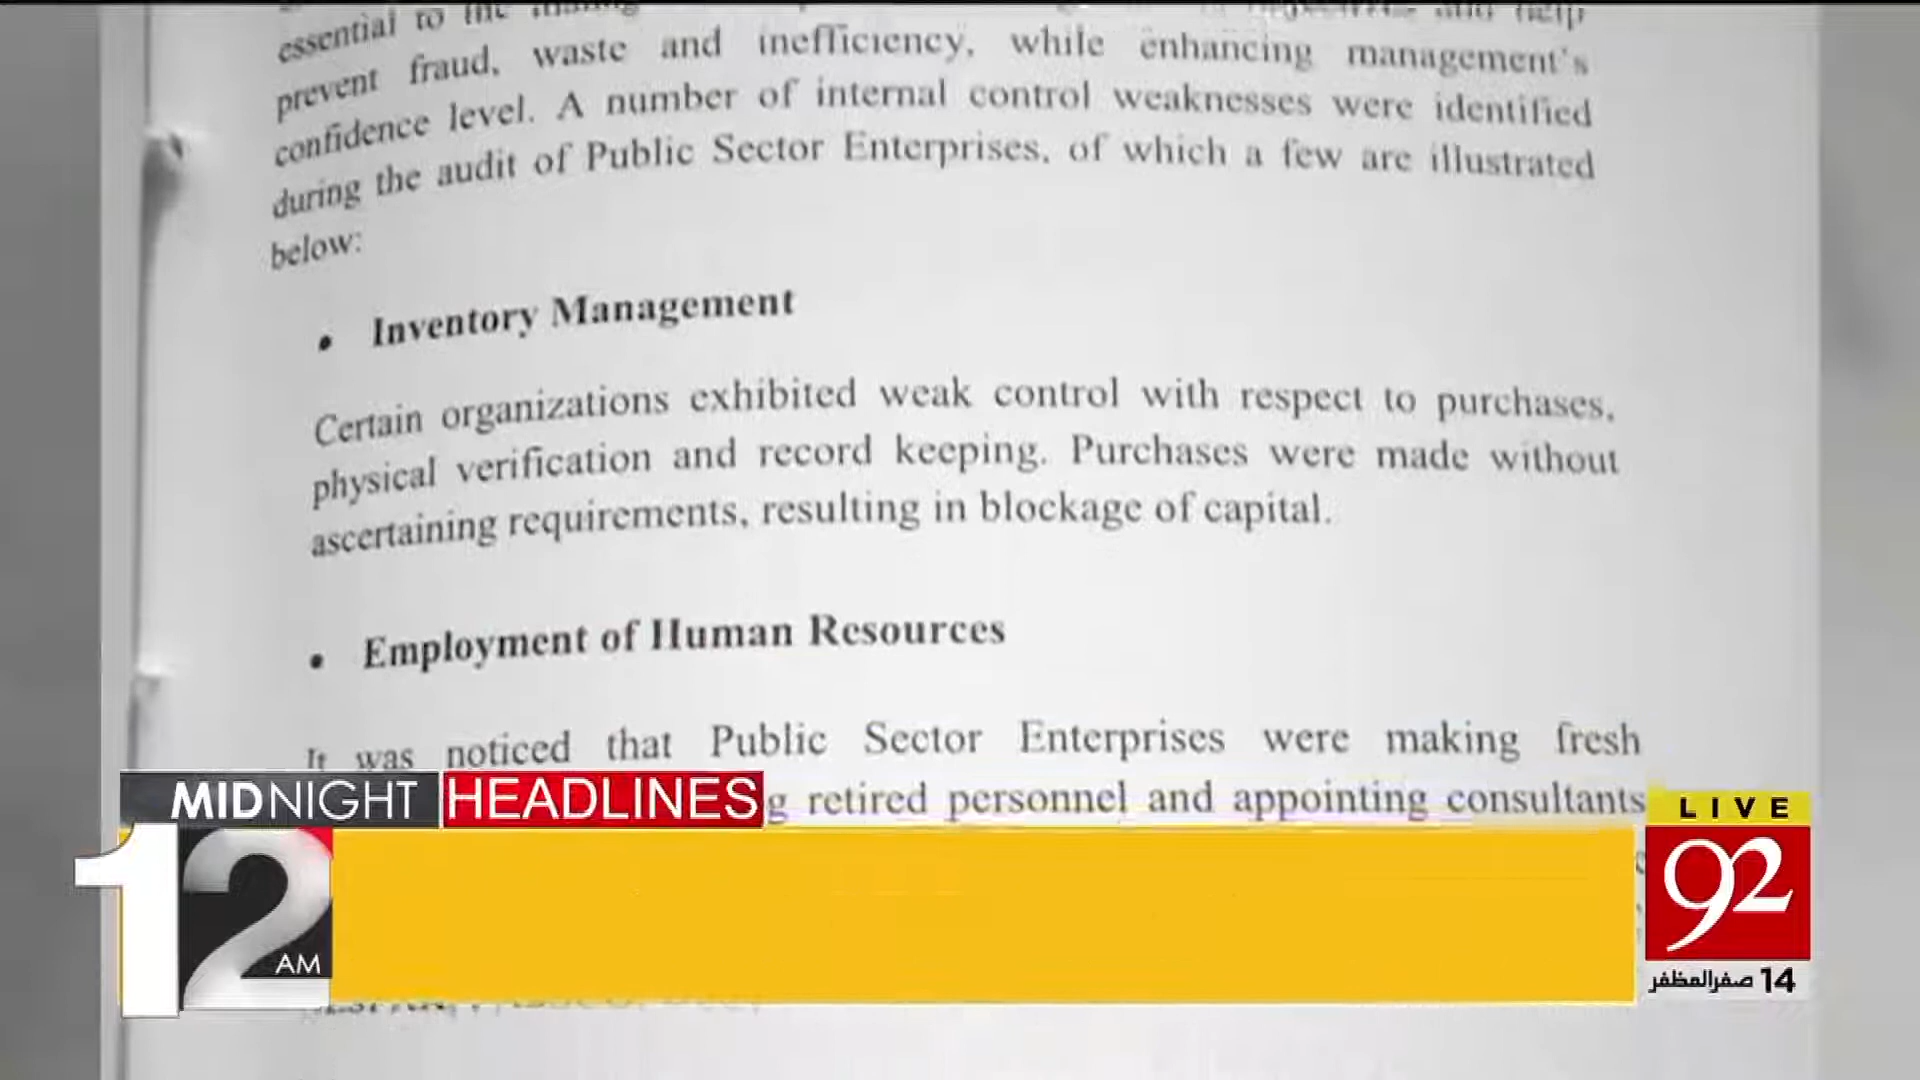 essential to the
prevent fraud, waste and inefficiency, while enhancing management's
confidence level. A number of internal control weaknesses were identified
during the audit of Public Sector Enterprises, of which a few are illustrated
below:
• Inventory Management
Certain organizations exhibited weak control with respect to purchases,
physical verification and record keeping. Purchases were made without
ascertaining requirements, resulting in blockage of capital.
• Employment of Human Resources
It was noticed that Public Sector Enterprises were making fresh
retired personnel and appointing consultants
MIDNIGHT HEADLINES
12 AM
LIVE
92
14 صفرالمظفر